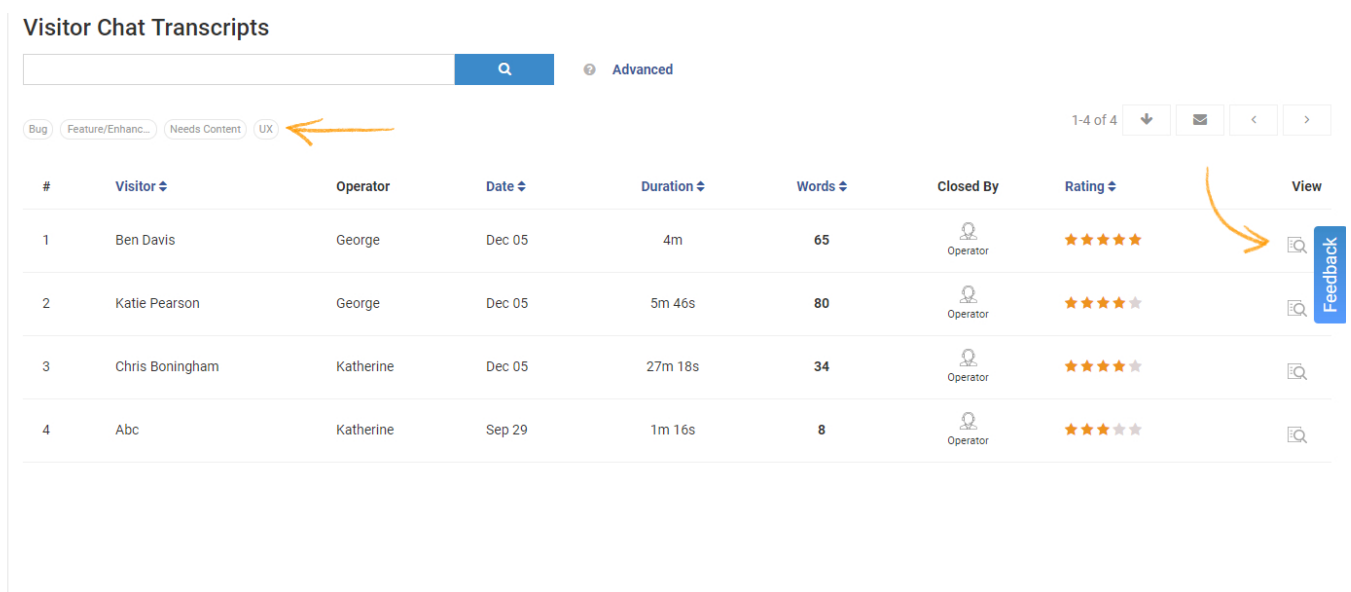 Visitor Chat Transcripts
Advanced
Bug Feature/Enhanc... Needs Content UX
1-4 of 4
# Visitor Operator Date Duration Words Closed By Rating View
1 Ben Davis George Dec 05 4m 65 Operator
2 Katie Pearson George Dec 05 5m 46s 80 Operator
3 Chris Boningham Katherine Dec 05 27m 18s 34 Operator
4 Abc Katherine Sep 29 1m 16s 8 Operator
Feedback